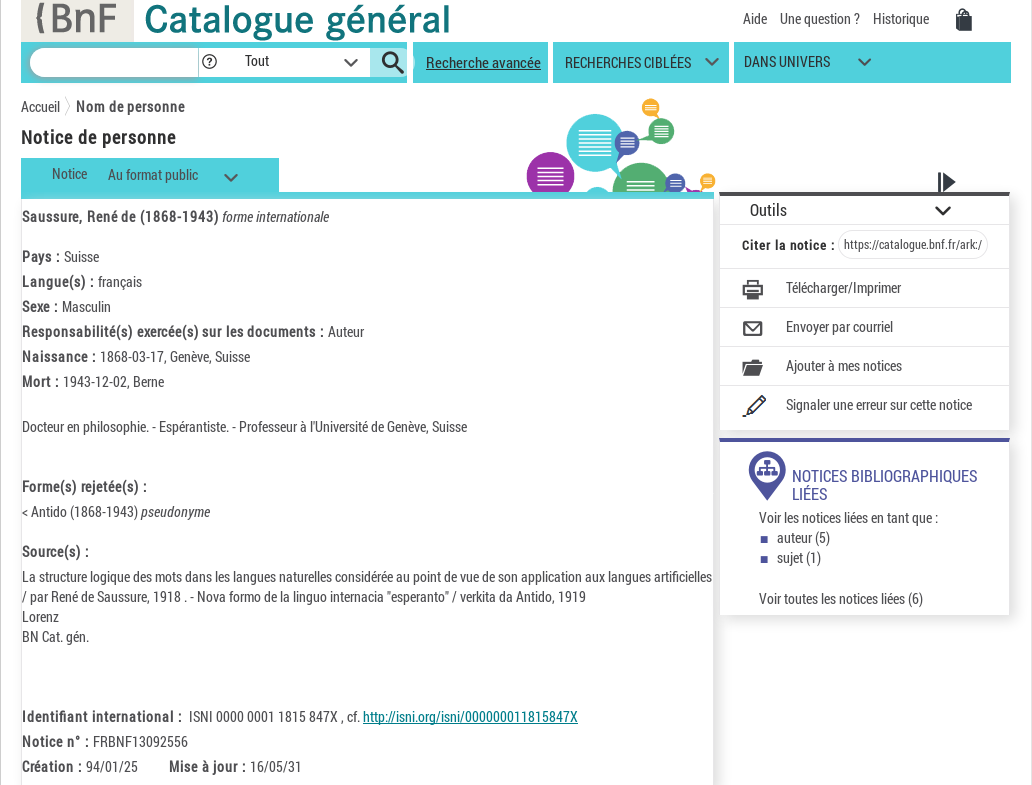 {BnF Catalogue général
Aide Une question ? Historique
Tout
Recherche avancée
RECHERCHES CIBLÉES
DANS UNIVERS
Accueil Nom de personne
Notice de personne
Notice Au format public
Saussure, René de (1868-1943) forme internationale
Pays : Suisse
Langue(s) : français
Sexe : Masculin
Responsabilité(s) exercée(s) sur les documents : Auteur
Naissance : 1868-03-17, Genève, Suisse
Mort : 1943-12-02, Berne
Docteur en philosophie. - Espérantiste. - Professeur à l'Université de Genève, Suisse
Forme(s) rejetée(s) :
< Antido (1868-1943) pseudonyme
Source(s) :
La structure logique des mots dans les langues naturelles considérée au point de vue de son application aux langues artificielles
/ par René de Saussure, 1918 . - Nova formo de la linguo internacia "esperanto" / verkita da Antido, 1919
Lorenz
BN Cat. gén.
Identifiant international : ISNI 0000 0001 1815 847X , cf. http://isni.org/isni/000000011815847X
Notice n° : FRBNF13092556
Création : 94/01/25 Mise à jour : 16/05/31
Outils
Citer la notice : https://catalogue.bnf.fr/ark:/
Télécharger/Imprimer
Envoyer par courriel
Ajouter à mes notices
Signaler une erreur sur cette notice
NOTICES BIBLIOGRAPHIQUES
LIÉES
Voir les notices liées en tant que :
auteur (5)
sujet (1)
Voir toutes les notices liées (6)